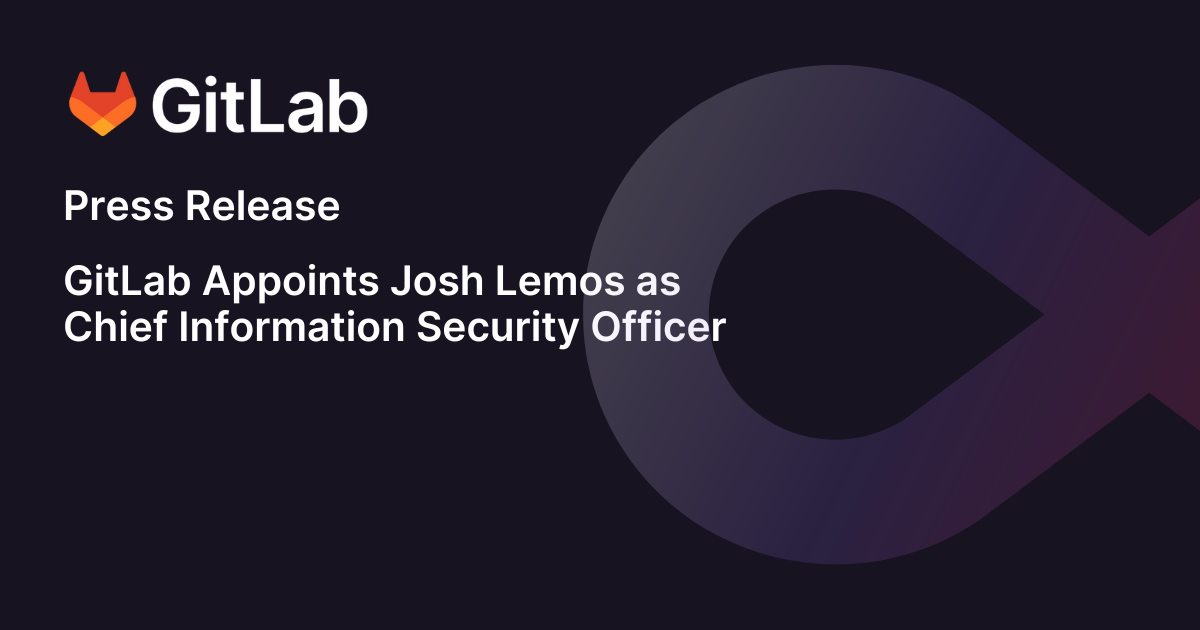 GitLab
Press Release
GitLab Appoints Josh Lemos as
Chief Information Security Officer